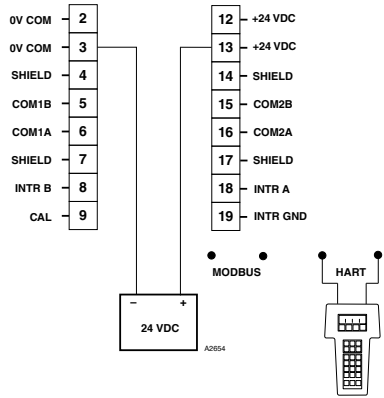 0V COM 2
0V COM 3
SHIELD 4
COM1B 5
COM1A 6
SHIELD 7
INTR B 8
CAL 9
12 +24 VDC
13 +24 VDC
14 SHIELD
15 COM2B
16 COM2A
17 SHIELD
18 INTR A
19 INTR GND
MODBUS
HART
– +
24 VDC
A2654